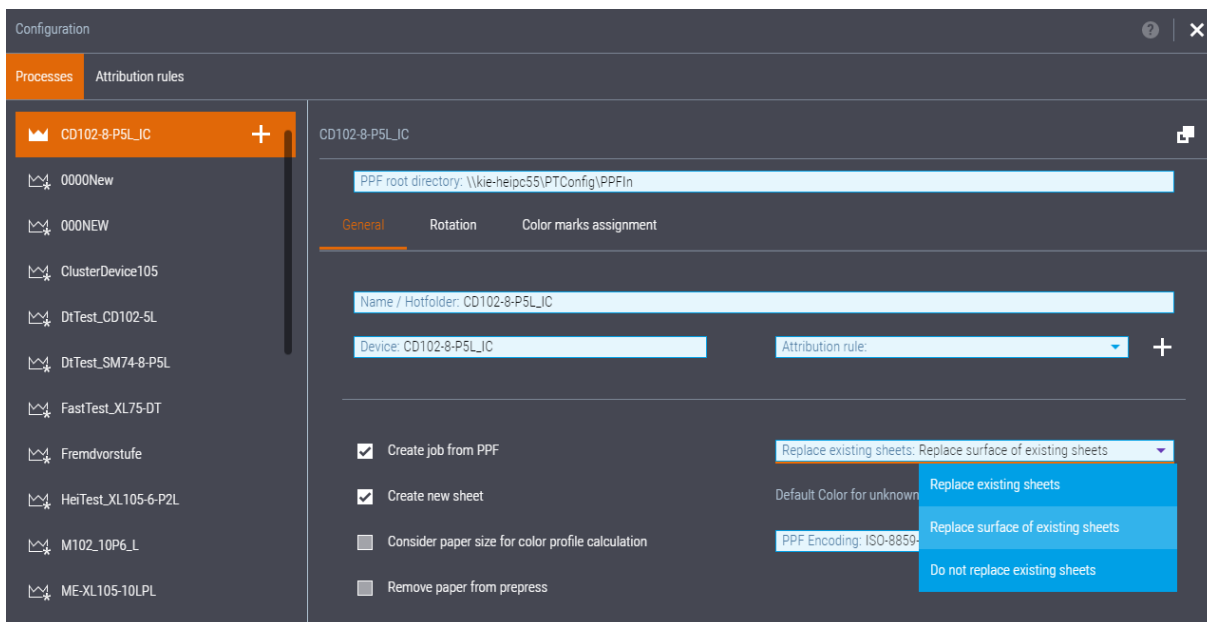 Configuration
Processes Attribution rules
CD102-8-P5L_IC
0000New
000NEW
ClusterDevice105
DtTest_CD102-5L
DtTest_SM74-8-P5L
FastTest_XL75-DT
Fremdvorstufe
HeiTest_XL105-6-P2L
M102_10P6_L
ME-XL105-10LPL
CD102-8-P5L_IC
PPF root directory: \\kie-heipc55\PTConfig\PPFIn
General Rotation Color marks assignment
Name / Hotfolder: CD102-8-P5L_IC
Device: CD102-8-P5L_IC Attribution rule:
Create job from PPF Replace existing sheets: Replace surface of existing sheets
Create new sheet Default Color for unknown
Consider paper size for color profile calculation PPF Encoding: ISO-8859-
Remove paper from prepress
Replace existing sheets
Replace surface of existing sheets
Do not replace existing sheets